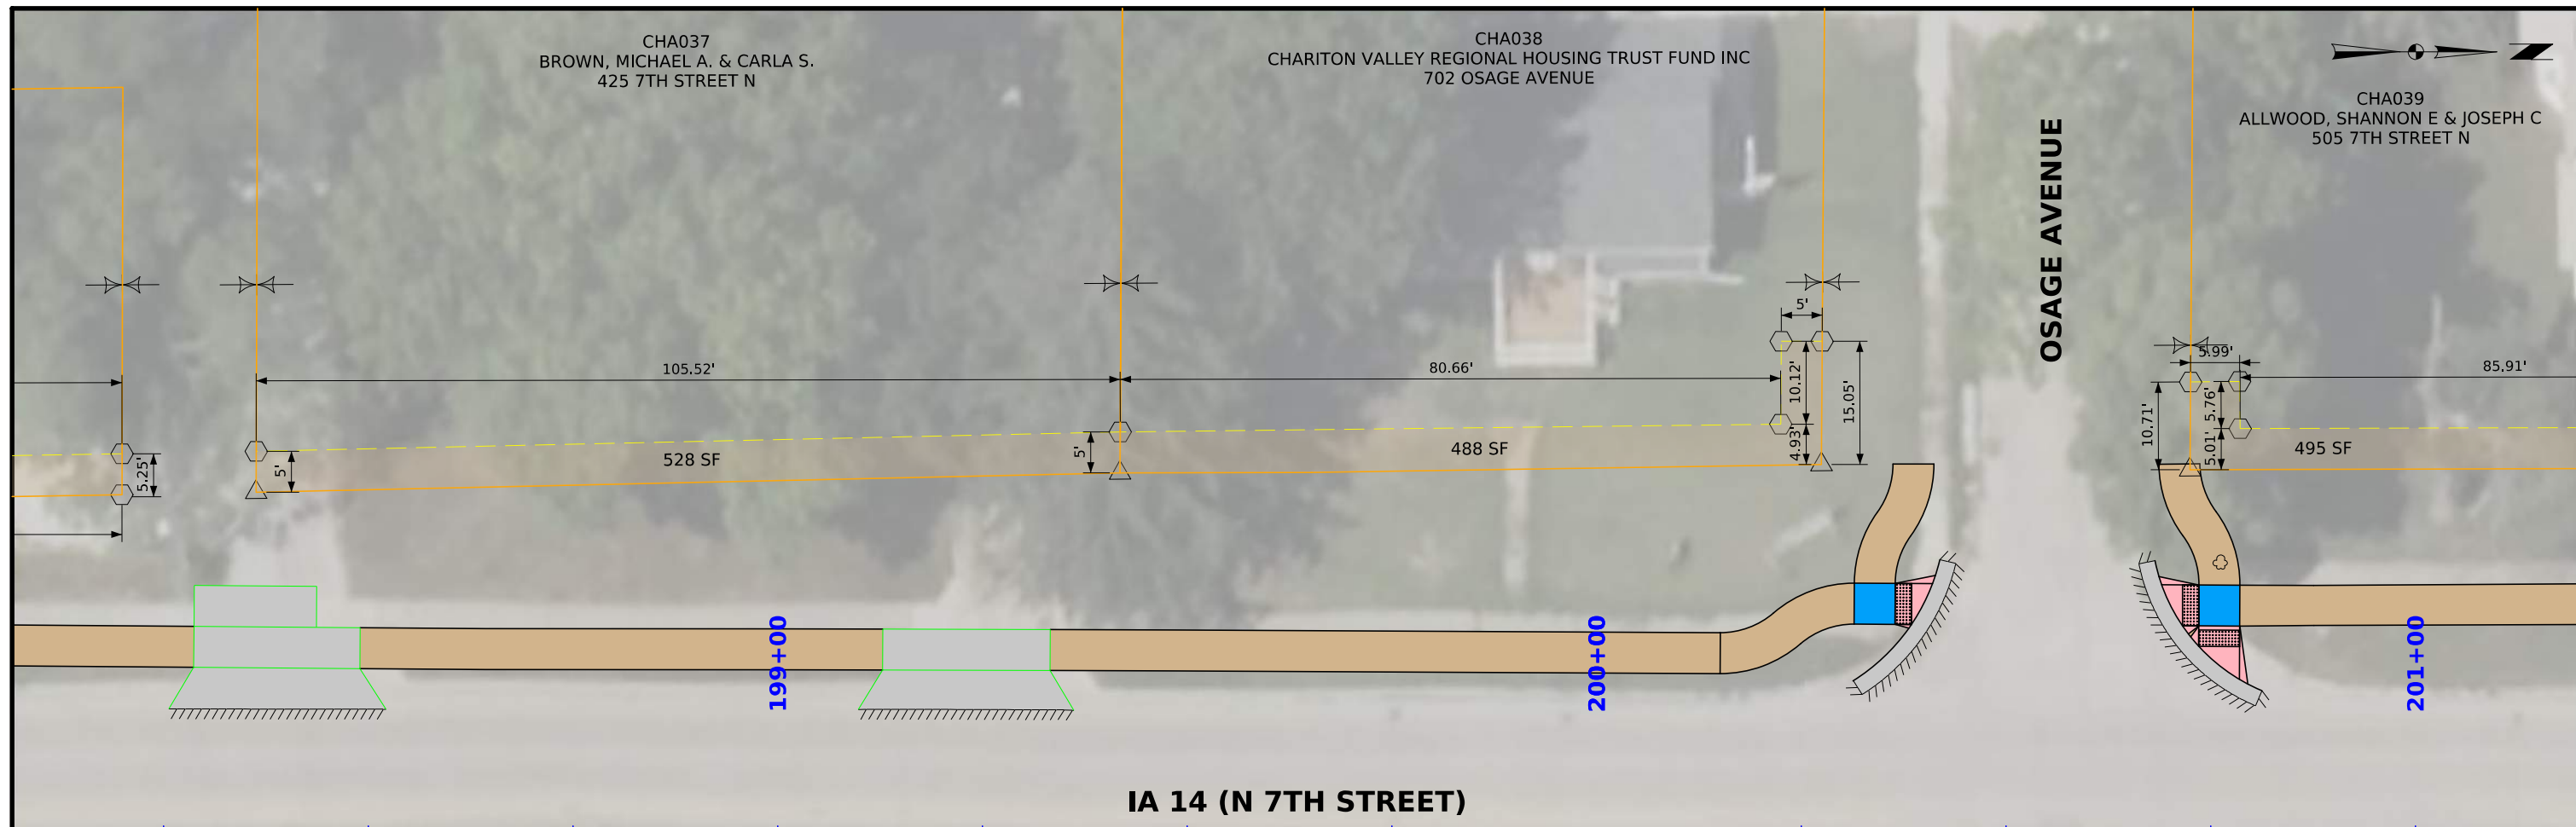 CHA037
BROWN, MICHAEL A. & CARLA S.
425 7TH STREET N
CHA038
CHARITON VALLEY REGIONAL HOUSING TRUST FUND INC
702 OSAGE AVENUE
CHA039
ALLWOOD, SHANNON E & JOSEPH C
505 7TH STREET N
OSAGE AVENUE
5'
105.52'
80.66'
10.12'
15.05'
4.93'
5.99'
85.91'
10.71'
5.76'
5.01'
5.25'
5'
528 SF
5'
488 SF
495 SF
199+00
200+00
201+00
IA 14 (N 7TH STREET)